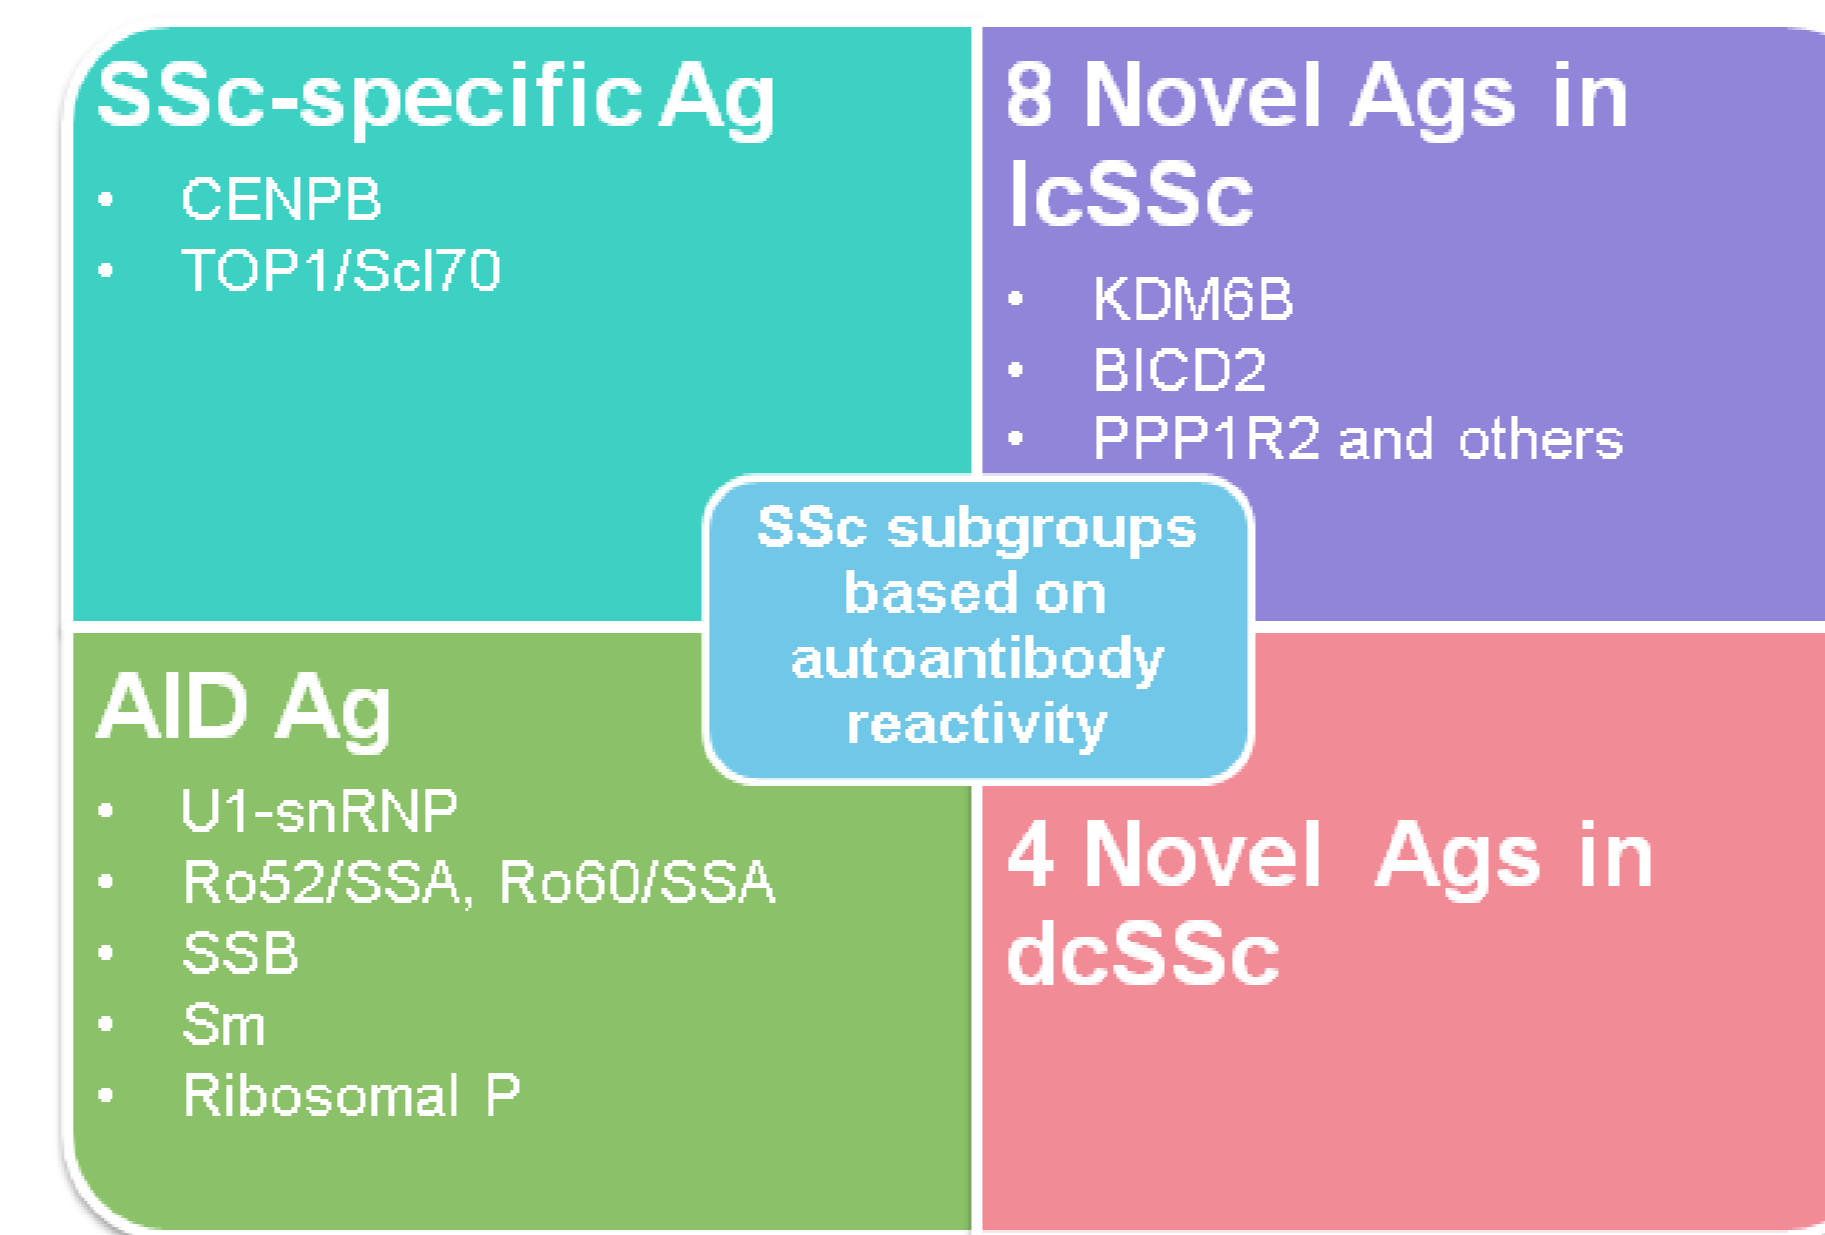 SSc-specific Ag
• CENPB
• TOP1/Scl70
8 Novel Ags in
lcSSc
• KDM6B
• BICD2
• PPP1R2 and others
SSc subgroups
based on
autoantibody
reactivity
AID Ag
• U1-snRNP
• Ro52/SSA, Ro60/SSA
• SSB
• Sm
• Ribosomal P
4 Novel Ags in
dcSSc